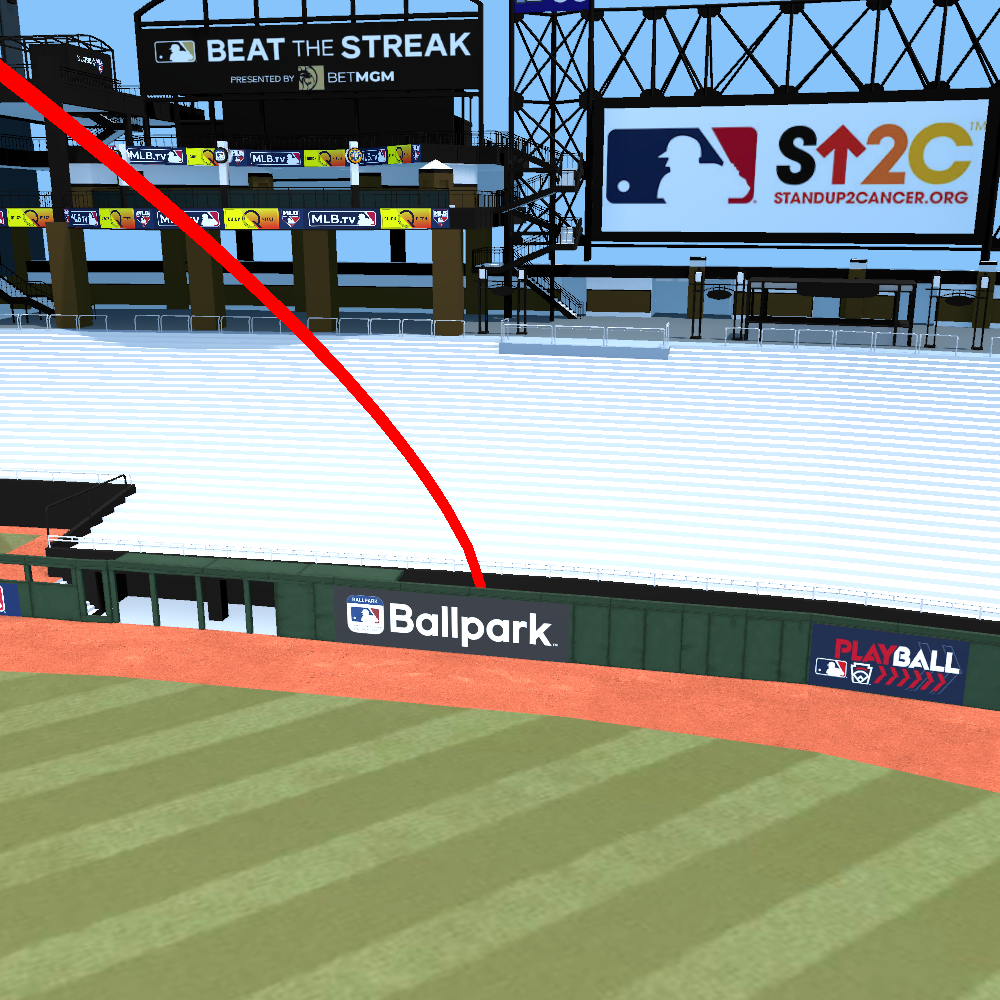 BEAT THE STREAK
PRESENTED BY BETMGM
S↑2C™
STANDUP2CANCER.ORG
MLB.TV
MLB.TV
MLB.TV
MLB.TV
BALLPARK
Ballpark™
PLAY BALL